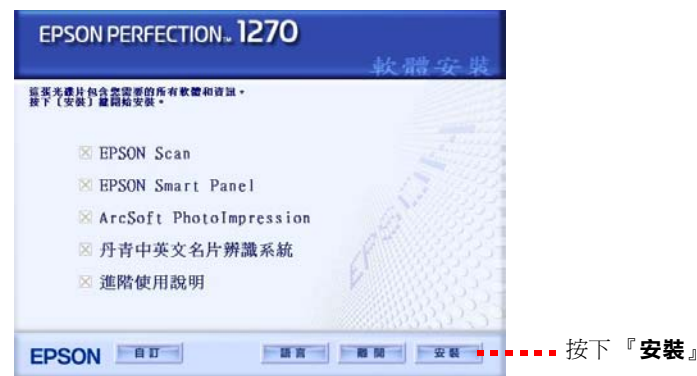 EPSON PERFECTION™ 1270
軟體安裝
這張光碟片包含您需要的所有軟體和資訊。
按下〔安裝〕鍵開始安裝。
EPSON Scan
EPSON Smart Panel
ArcSoft PhotoImpression
丹青中英文名片辨識系統
進階使用說明
EPSON
EPSON 自訂 語言 離開 安裝 按下『安裝』